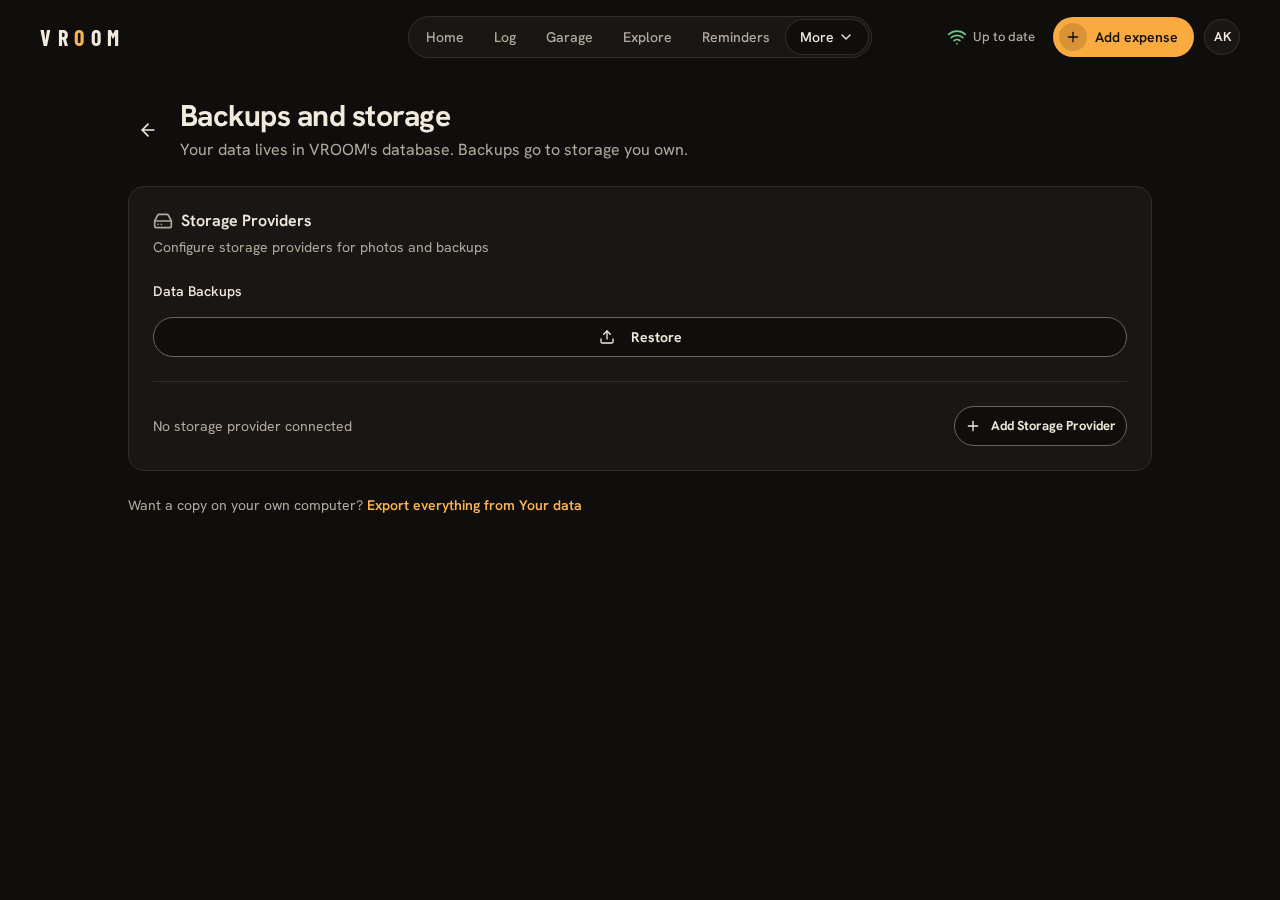 VROOM
Home Log Garage Explore Reminders More
Up to date
Add expense
AK
Backups and storage
Your data lives in VROOM's database. Backups go to storage you own.
Storage Providers
Configure storage providers for photos and backups
Data Backups
Restore
No storage provider connected
Add Storage Provider
Want a copy on your own computer? Export everything from Your data